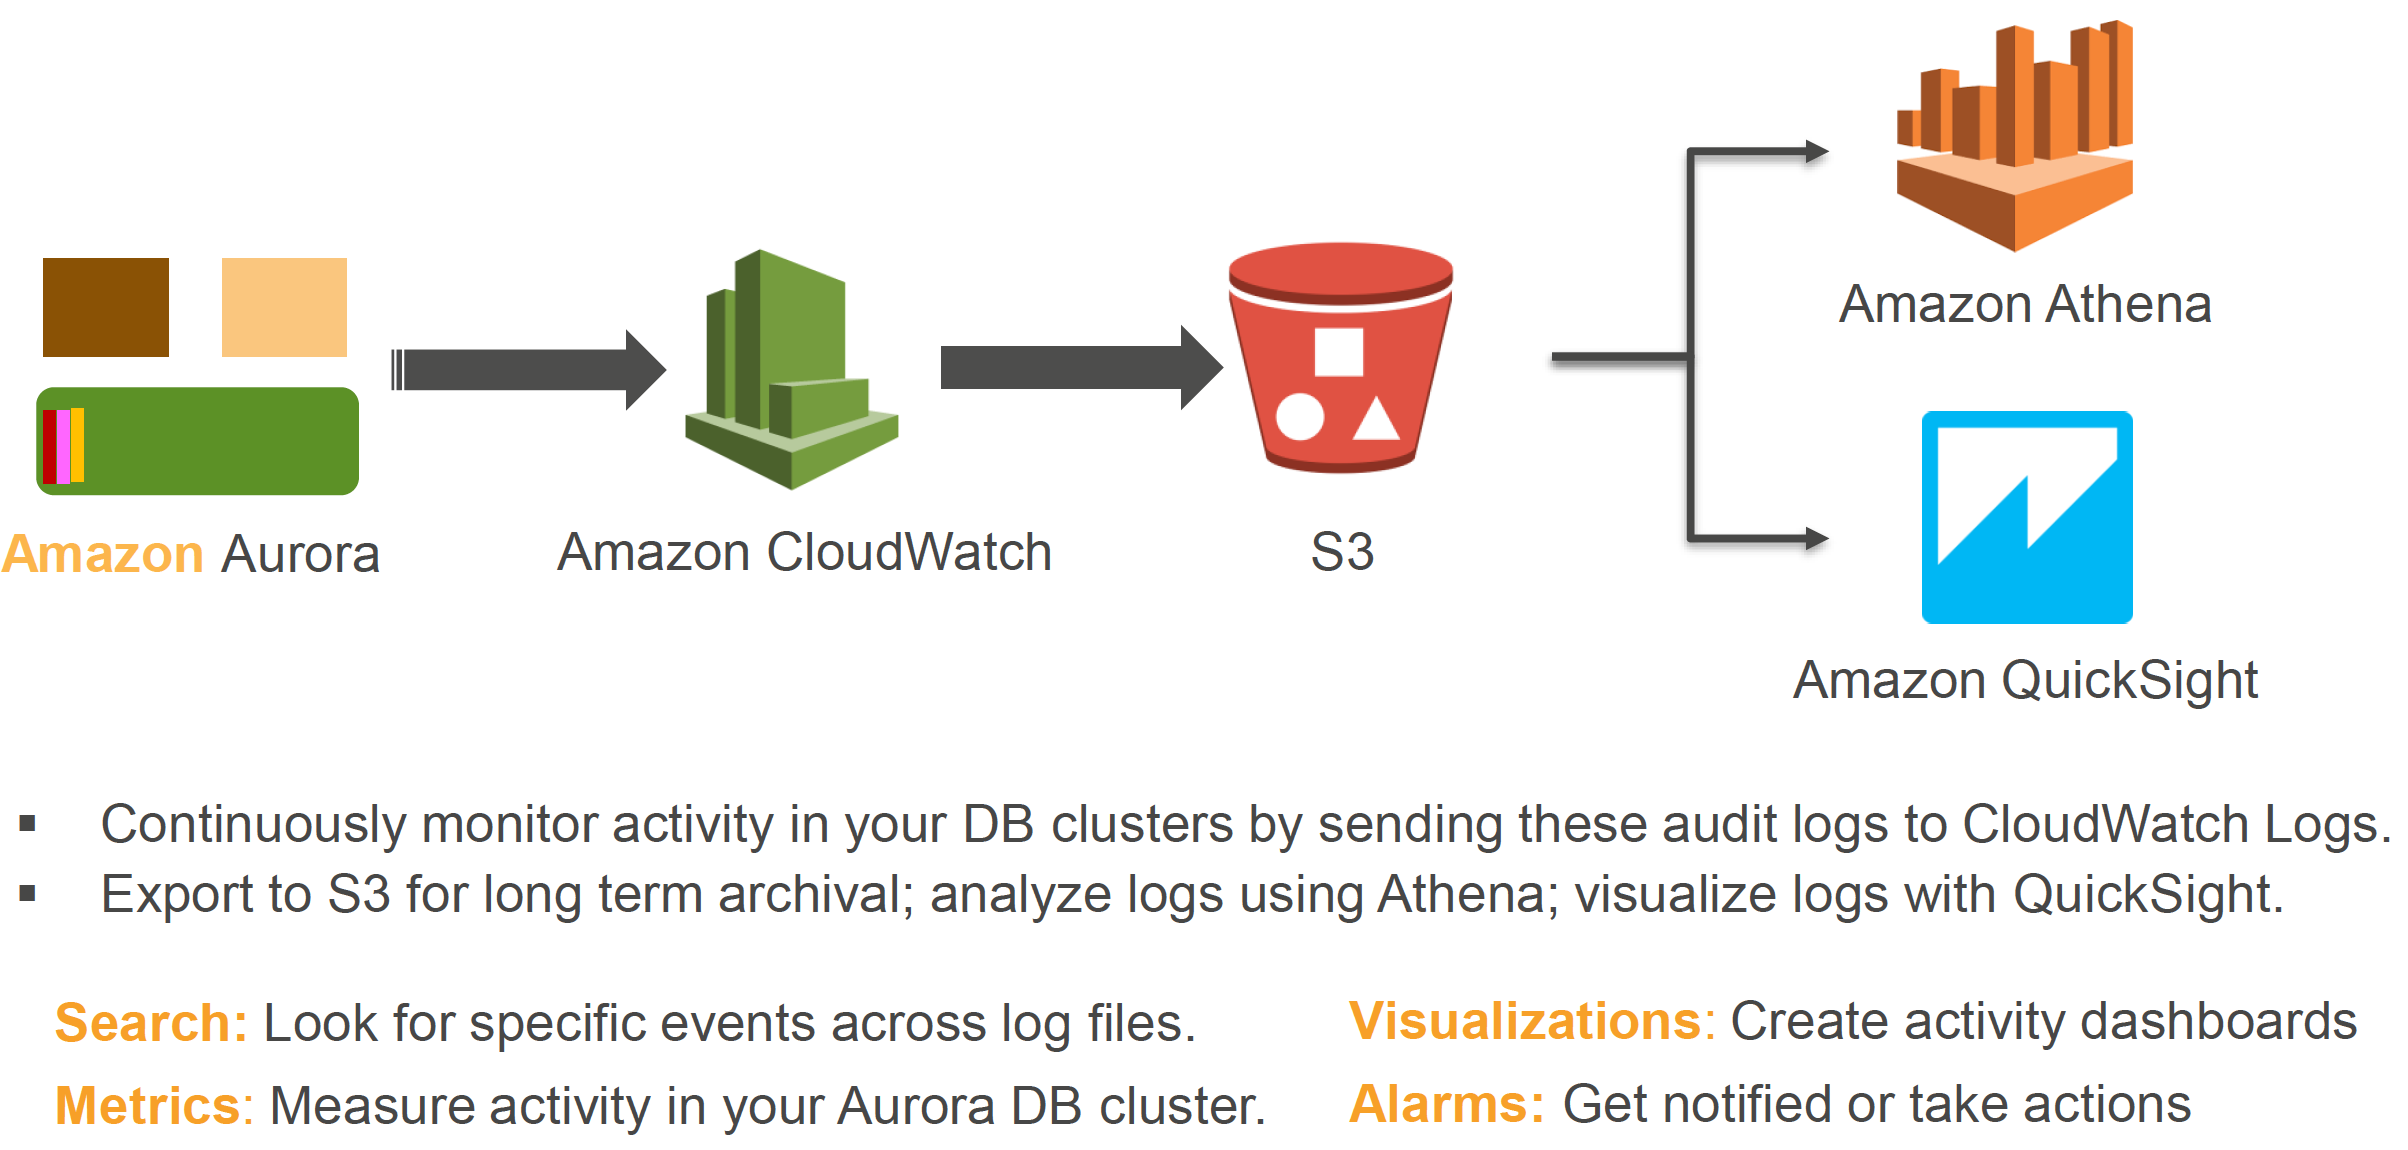 Amazon Athena
Amazon Aurora
Amazon CloudWatch
S3
Amazon QuickSight
▪ Continuously monitor activity in your DB clusters by sending these audit logs to CloudWatch Logs.
▪ Export to S3 for long term archival; analyze logs using Athena; visualize logs with QuickSight.
Search: Look for specific events across log files.
Visualizations: Create activity dashboards
Metrics: Measure activity in your Aurora DB cluster.
Alarms: Get notified or take actions